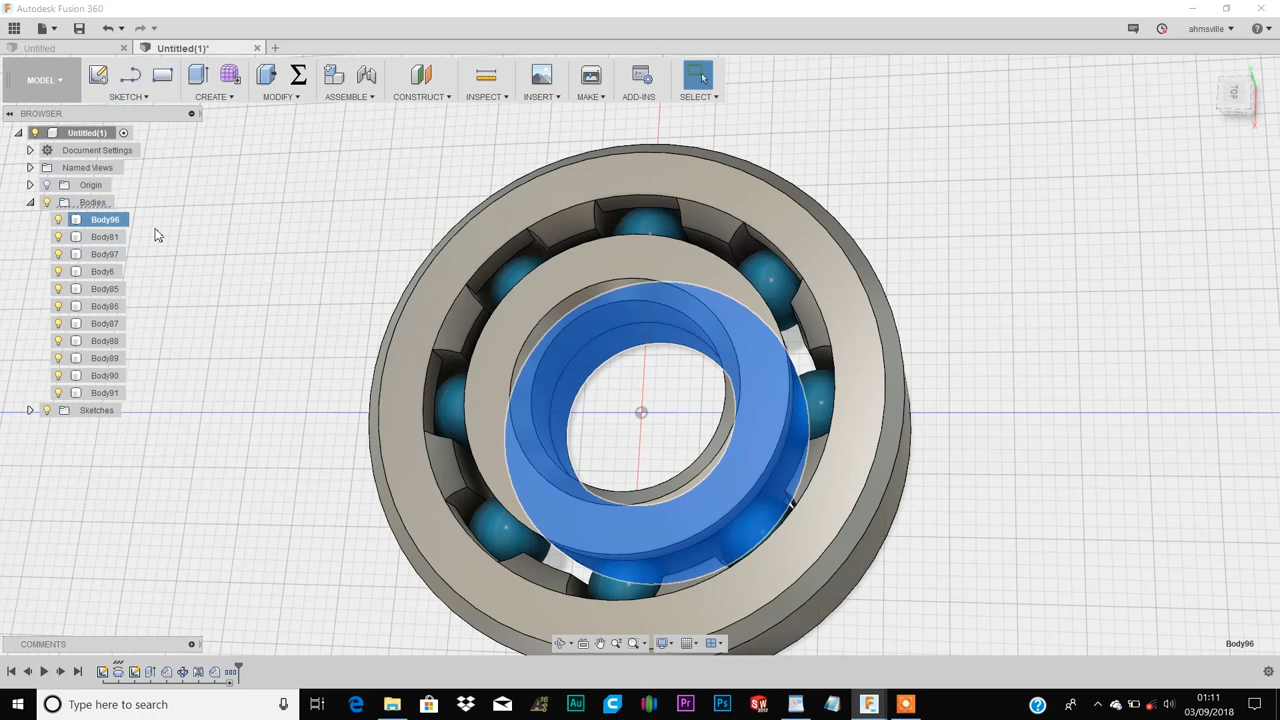 Autodesk Fusion 360
ahmsville
Untitled
Untitled(1)*
MODEL
SKETCH
CREATE
MODIFY
ASSEMBLE
CONSTRUCT
INSPECT
INSERT
MAKE
ADD-INS
SELECT
BROWSER
TOP
Untitled(1)
Document Settings
Named Views
Origin
Bodies
Body96
Body81
Body97
Body6
Body85
Body86
Body87
Body88
Body89
Body90
Body91
Sketches
COMMENTS
Body96
Type here to search
01:11
03/09/2018